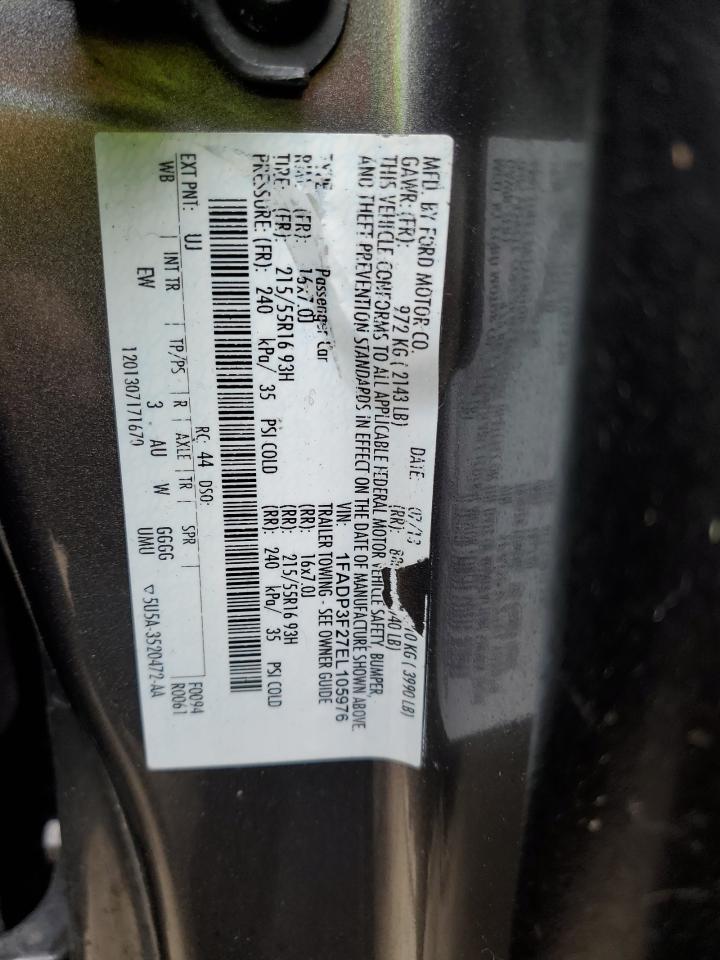 MFD. BY FORD MOTOR CO.
DATE: 07/13
GAWR: (FR): 972 KG ( 2143 LB) (RR): KG ( 3990 LB)
40 LB)
THIS VEHICLE CONFORMS TO ALL APPLICABLE FEDERAL MOTOR VEHICLE SAFETY, BUMPER,
AND THEFT PREVENTION STANDARDS IN EFFECT ON THE DATE OF MANUFACTURE SHOWN ABOVE.
VIN: 1FADP3F27EL105976
TYPE: Passenger Car TRAILER TOWING - SEE OWNER GUIDE
RIM: (FR): 16x7.0J (RR): 16x7.0J
TIRE: (FR): 215/55R16 93H (RR): 215/55R16 93H
PRESSURE: (FR): 240 kPa/ 35 PSI COLD (RR): 240 kPa/ 35 PSI COLD
RC: 44 DSO:
EXT PNT: UJ F0094
WB INT TR TP/PS R AXLE TR SPR R0061
EW 3 AU W GGGG
UMU
1201307171679 ▽5U5A-3520472-AA